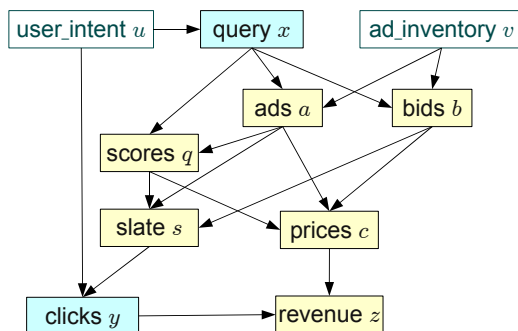 user_intent u
query x
ad_inventory v
ads a
bids b
scores q
slate s
prices c
clicks y
revenue z